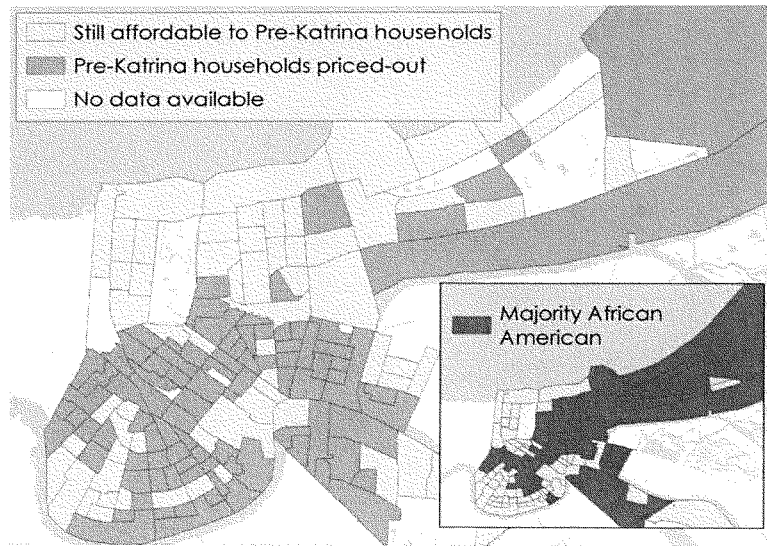 Still affordable to Pre-Katrina households
Pre-Katrina households priced-out
No data available
Majority African
American